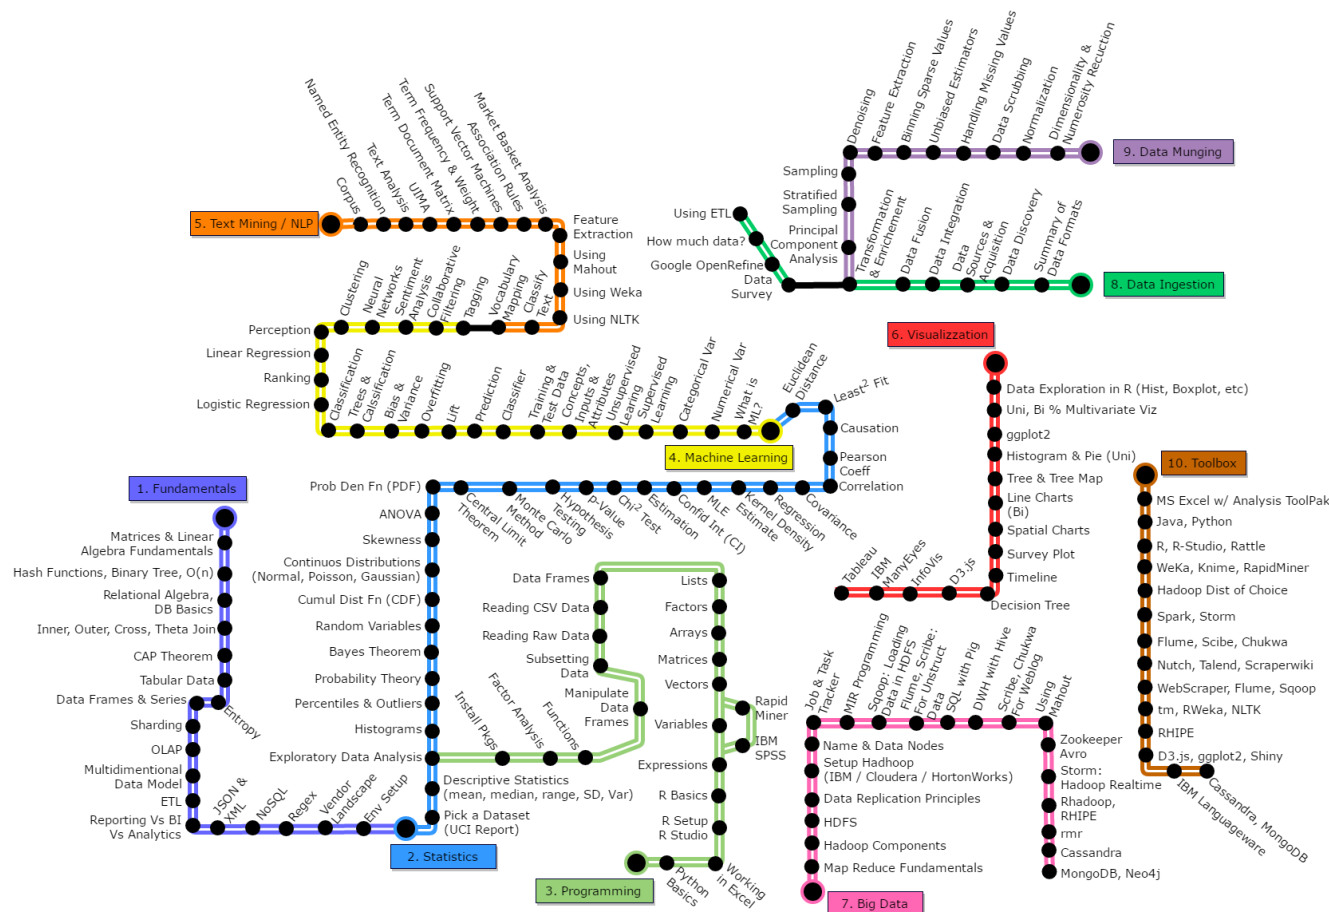 Named Entity Recognition
Corpus
Text Analysis
UIMA
Term Document Matrix
Term Frequency & Weight
Support Vector Machines
Association Rules
Market Basket Analysis
5. Text Mining / NLP
Feature
Extraction
Using
Mahout
Using Weka
Using NLTK
Classify
Text
Vocabulary
Mapping
Tagging
Collaborative
Filtering
Sentiment
Analysis
Neural
Networks
Clustering
Perception
Linear Regression
Ranking
Logistic Regression
Classification
Trees &
Calssification
Bias &
Variance
Overfitting
Lift
Prediction
Classifier
Training &
Test Data
Concepts,
Inputs &
Attributes
Unsupervised
Learing
Supervised
Learning
Categorical Var
Numerical Var
What is
ML?
4. Machine Learning
Euclidean
Distance
Least² Fit
Causation
Pearson
Coeff
Correlation
Covariance
Regression
Kernel Density
Estimate
MLE
Confid Int (CI)
Estimation
Chi² Test
p-Value
Hypothesis
Testing
Monte Carlo
Method
Central Limit
Theorem
Prob Den Fn (PDF)
ANOVA
Skewness
Continuos Distributions
(Normal, Poisson, Gaussian)
Cumul Dist Fn (CDF)
Random Variables
Bayes Theorem
Probability Theory
Percentiles & Outliers
Histograms
Exploratory Data Analysis
Descriptive Statistics
(mean, median, range, SD, Var)
Pick a Dataset
(UCI Report)
2. Statistics
1. Fundamentals
Matrices & Linear
Algebra Fundamentals
Hash Functions, Binary Tree, O(n)
Relational Algebra,
DB Basics
Inner, Outer, Cross, Theta Join
CAP Theorem
Tabular Data
Entropy
Data Frames & Series
Sharding
OLAP
Multidimentional
Data Model
ETL
Reporting Vs BI
Vs Analytics
JSON &
XML
NoSQL
Regex
Vendor
Landscape
Env Setup
Install Pkgs
Factor Analysis
Functions
Manipulate
Data
Frames
Subsetting
Data
Reading Raw Data
Reading CSV Data
Data Frames
Lists
Factors
Arrays
Matrices
Vectors
Variables
Rapid
Miner
IBM
SPSS
Expressions
R Basics
R Setup
R Studio
Working
in Excel
Python
Basics
3. Programming
Denoising
Feature Extraction
Binning Sparse Values
Unbiased Estimators
Handling Missing Values
Data Scrubbing
Normalization
Dimensionality &
Numerosity Recuction
9. Data Munging
Sampling
Stratified
Sampling
Principal
Component
Analysis
Using ETL
How much data?
Google OpenRefine
Data
Survey
Transformation
& Enrichement
Data Fusion
Data Integration
Data
Sources &
Acquisition
Data Discovery
Summary of
Data Formats
8. Data Ingestion
6. Visualizzation
Data Exploration in R (Hist, Boxplot, etc)
Uni, Bi % Multivariate Viz
ggplot2
Histogram & Pie (Uni)
Tree & Tree Map
Line Charts
(Bi)
Spatial Charts
Survey Plot
Timeline
Decision Tree
D3.js
InfoVis
IBM
ManyEyes
Tableau
10. Toolbox
MS Excel w/ Analysis ToolPak
Java, Python
R, R-Studio, Rattle
WeKa, Knime, RapidMiner
Hadoop Dist of Choice
Spark, Storm
Flume, Scibe, Chukwa
Nutch, Talend, Scraperwiki
WebScraper, Flume, Sqoop
tm, RWeka, NLTK
RHIPE
D3.js, ggplot2, Shiny
IBM Languageware
Cassandra, MongoDB
Job & Task
Tracker
MIR Programming
Sqoop: Loading
Data in HDFS
Flume, Scribe:
For Unstruct
Data
SQL with Pig
DWH with Hive
Scribe, Chukwa
For Weblog
Using
Mahout
Name & Data Nodes
Setup Hadhoop
(IBM / Cloudera / HortonWorks)
Data Replication Principles
HDFS
Hadoop Components
Map Reduce Fundamentals
7. Big Data
Zookeeper
Avro
Storm:
Hadoop Realtime
Rhadoop,
RHIPE
rmr
Cassandra
MongoDB, Neo4j